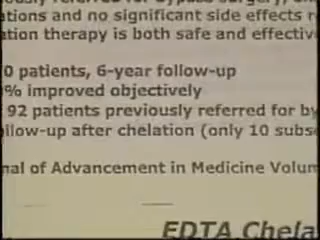 tions and no significant side effects
ation therapy is both safe and effectiv
0 patients, 6-year follow-up
% improved objectively
92 patients previously referred for by
llow-up after chelation (only 10 subs
nal of Advancement in Medicine Volum
EDTA Chela